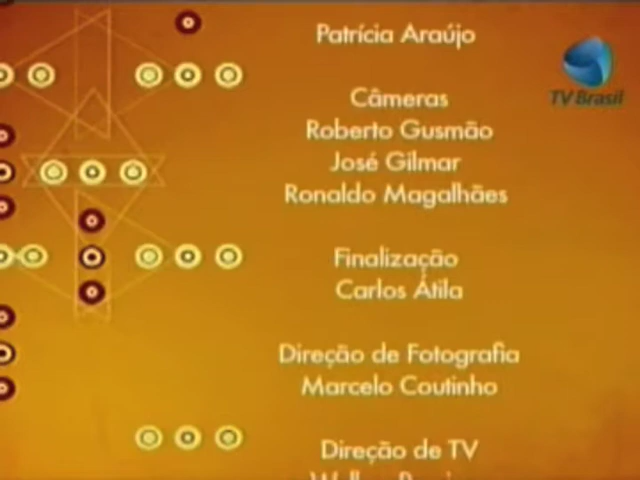 Patrícia Araújo
TV Brasil
Câmeras
Roberto Gusmão
José Gilmar
Ronaldo Magalhães
Finalização
Carlos Átila
Direção de Fotografia
Marcelo Coutinho
Direção de TV